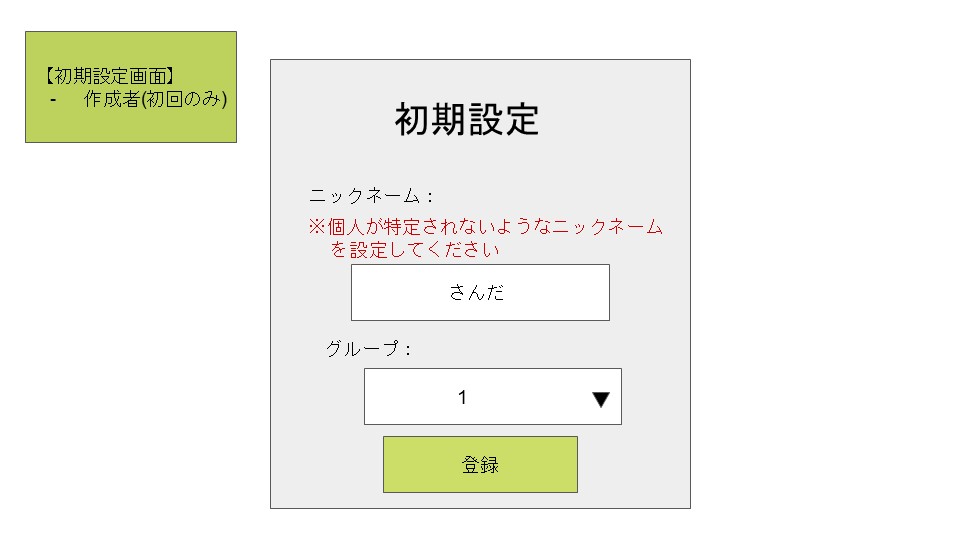 【初期設定画面】
- 作成者(初回のみ)
初期設定
ニックネーム：
※個人が特定されないようなニックネーム
を設定してください
さんだ
グループ：
1
▼
登録